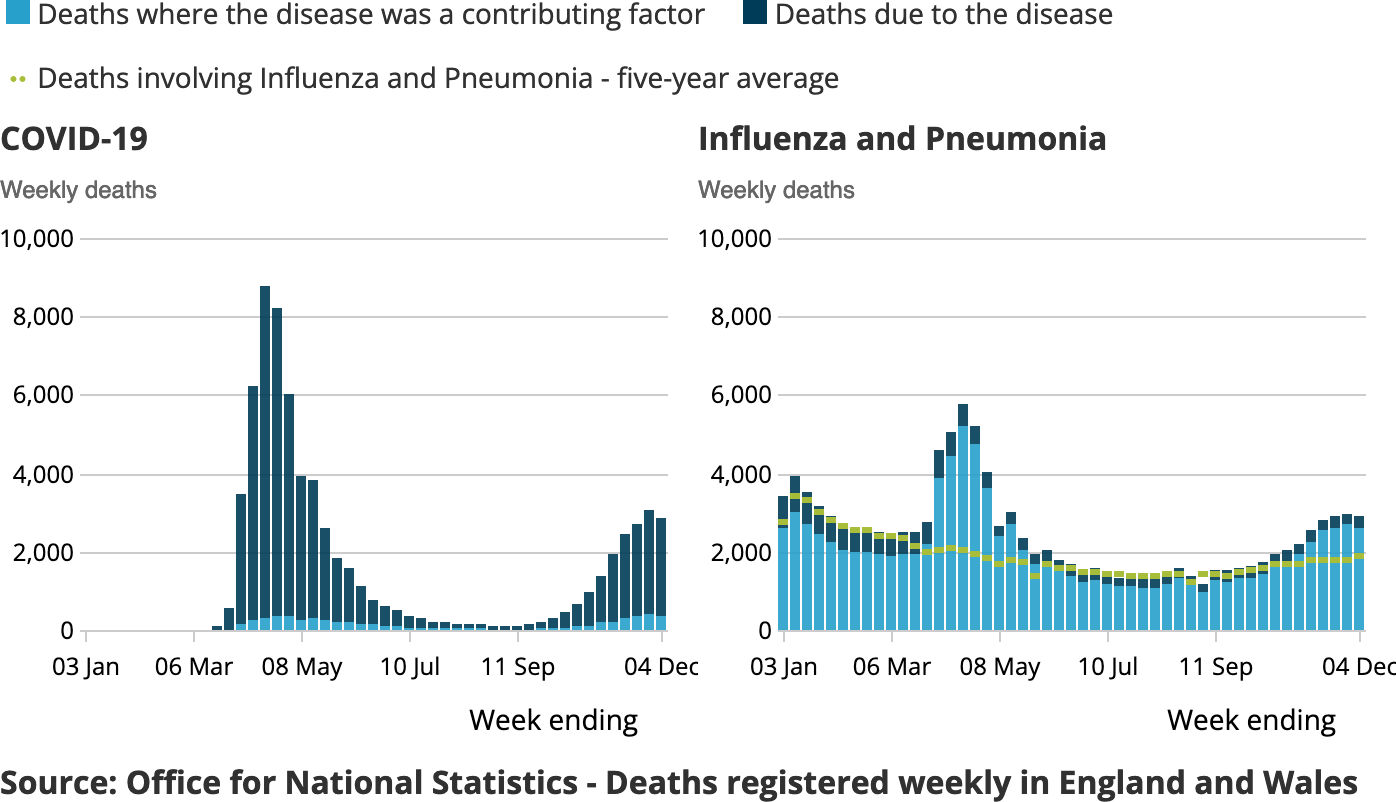 Deaths where the disease was a contributing factor Deaths due to the disease
Deaths involving Influenza and Pneumonia - five-year average
COVID-19
Weekly deaths
10,000
8,000
6,000
4,000
2,000
0
03 Jan 06 Mar 08 May 10 Jul 11 Sep 04 Dec
Week ending
Influenza and Pneumonia
Weekly deaths
10,000
8,000
6,000
4,000
2,000
0
03 Jan 06 Mar 08 May 10 Jul 11 Sep 04 Dec
Week ending
Source: Office for National Statistics - Deaths registered weekly in England and Wales